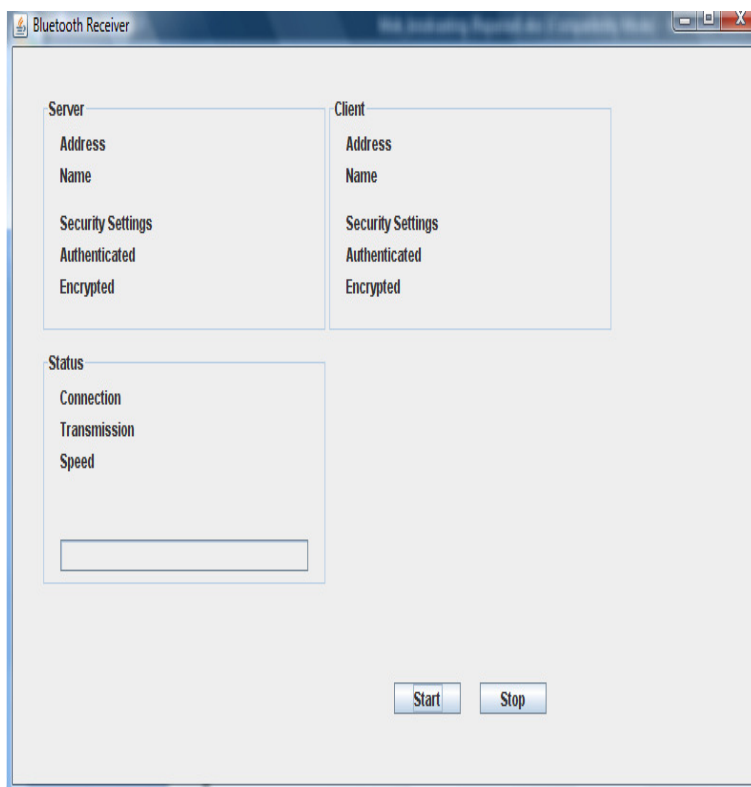 Bluetooth Receiver
Server
Address
Name
Security Settings
Authenticated
Encrypted
Client
Address
Name
Security Settings
Authenticated
Encrypted
Status
Connection
Transmission
Speed
Start
Stop